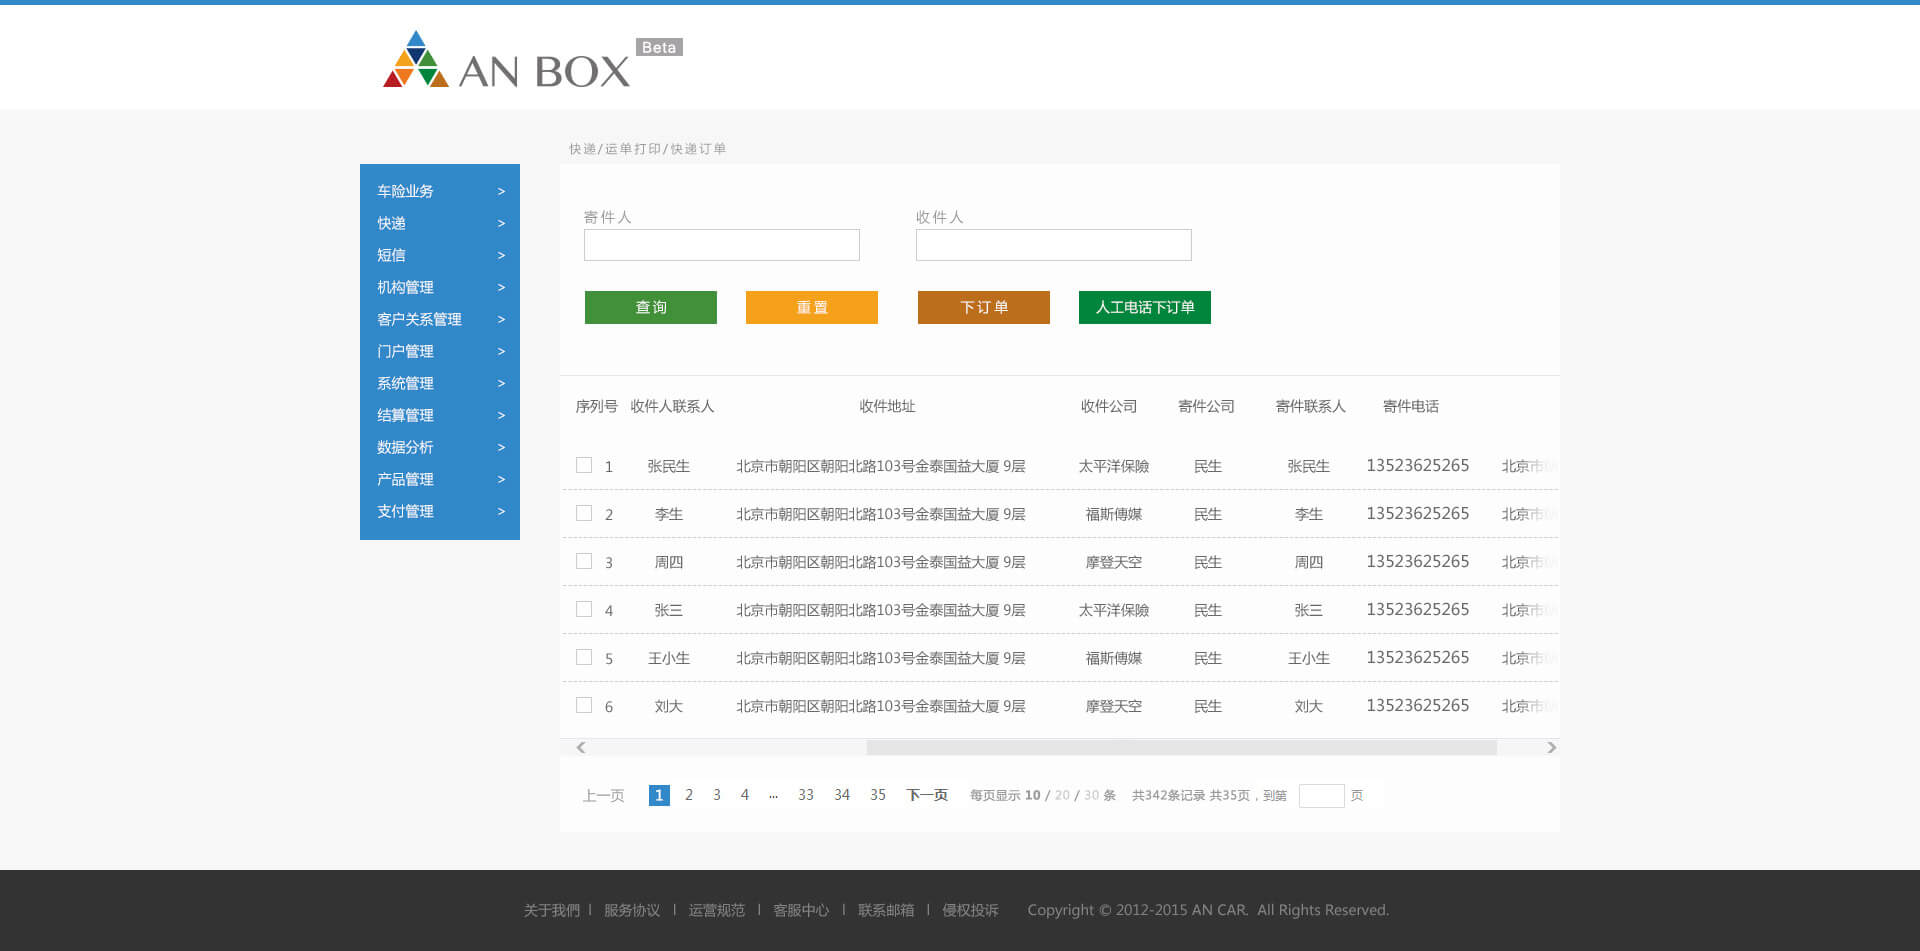 AN BOX Beta
快递/运单打印/快递订单
车险业务 >
快递 >
短信 >
机构管理 >
客户关系管理 >
门户管理 >
系统管理 >
结算管理 >
数据分析 >
产品管理 >
支付管理 >
寄件人 收件人
查询 重置 下订单 人工电话下订单
序列号 收件人联系人 收件地址 收件公司 寄件公司 寄件联系人 寄件电话
1 张民生 北京市朝阳区朝阳北路103号金泰国益大厦 9层 太平洋保險 民生 张民生 13523625265 北京市
2 李生 北京市朝阳区朝阳北路103号金泰国益大厦 9层 福斯傳媒 民生 李生 13523625265 北京市
3 周四 北京市朝阳区朝阳北路103号金泰国益大厦 9层 摩登天空 民生 周四 13523625265 北京市
4 张三 北京市朝阳区朝阳北路103号金泰国益大厦 9层 太平洋保險 民生 张三 13523625265 北京市
5 王小生 北京市朝阳区朝阳北路103号金泰国益大厦 9层 福斯傳媒 民生 王小生 13523625265 北京市
6 刘大 北京市朝阳区朝阳北路103号金泰国益大厦 9层 摩登天空 民生 刘大 13523625265 北京市
上一页 1 2 3 4 ... 33 34 35 下一页 每页显示 10 / 20 / 30 条 共342条记录 共35页，到第 页
关于我們 | 服务协议 | 运营规范 | 客服中心 | 联系邮箱 | 侵权投诉 Copyright © 2012-2015 AN CAR. All Rights Reserved.